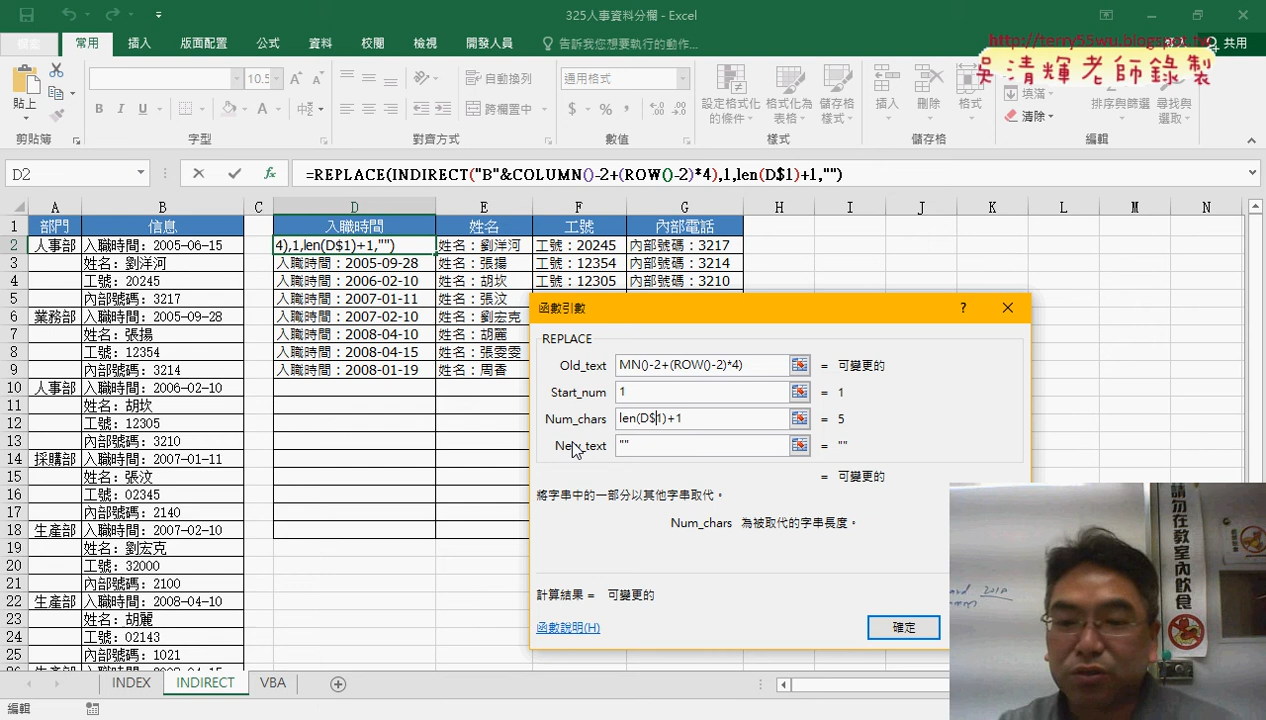 325人事資料分欄 - Excel
http://terry55wu.blogspot.tw
吳清輝老師錄製
常用 插入 版面配置 公式 資料 校閱 檢視 開發人員 告訴我您想要執行的動作... 共用
貼上 10.5 A A 自動換列 通用格式 設定格式化的條件 格式化為表格 儲存格樣式 插入 刪除 格式 填滿 排序與篩選 尋找與選取
B I U 中 跨欄置中 $ % , 清除
剪貼簿 字型 對齊方式 數值 樣式 儲存格 編輯
D2 fx =REPLACE(INDIRECT("B"&COLUMN()-2+(ROW()-2)*4),1,len(D$1)+1,"")
A B C D E F G H I J K L M N
1 部門 信息 入職時間 姓名 工號 內部電話
2 人事部 入職時間：2005-06-15 4),1,len(D$1)+1,"") 姓名：劉洋河 工號：20245 內部號碼：3217
3 姓名：劉洋河 入職時間：2005-09-28 姓名：張揚 工號：12354 內部號碼：3214
4 工號：20245 入職時間：2006-02-10 姓名：胡坎 工號：12305 內部號碼：3210
5 內部號碼：3217 入職時間：2007-01-11 姓名：張汶
6 業務部 入職時間：2005-09-28 入職時間：2007-02-10 姓名：劉宏克
7 姓名：張揚 入職時間：2008-04-10 姓名：胡麗
8 工號：12354 入職時間：2008-04-15 姓名：張雯雯
9 內部號碼：3214 入職時間：2008-01-19 姓名：周香
10 人事部 入職時間：2006-02-10
11 姓名：胡坎
12 工號：12305
13 內部號碼：3210
14 採購部 入職時間：2007-01-11
15 姓名：張汶
16 工號：02345
17 內部號碼：2140
18 生產部 入職時間：2007-02-10
19 姓名：劉宏克
20 工號：32000
21 內部號碼：2100
22 生產部 入職時間：2008-04-10
23 姓名：胡麗
24 工號：02143
25 內部號碼：1021
函數引數 ?
REPLACE
Old_text MN()-2+(ROW()-2)*4) = 可變更的
Start_num 1 = 1
Num_chars len(D$1)+1 = 5
New_text "" = ""
= 可變更的
將字串中的一部分以其他字串取代。
Num_chars 為被取代的字串長度。
計算結果 = 可變更的
函數說明(H) 確定
請勿在教室內飲食
INDEX INDIRECT VBA
編輯